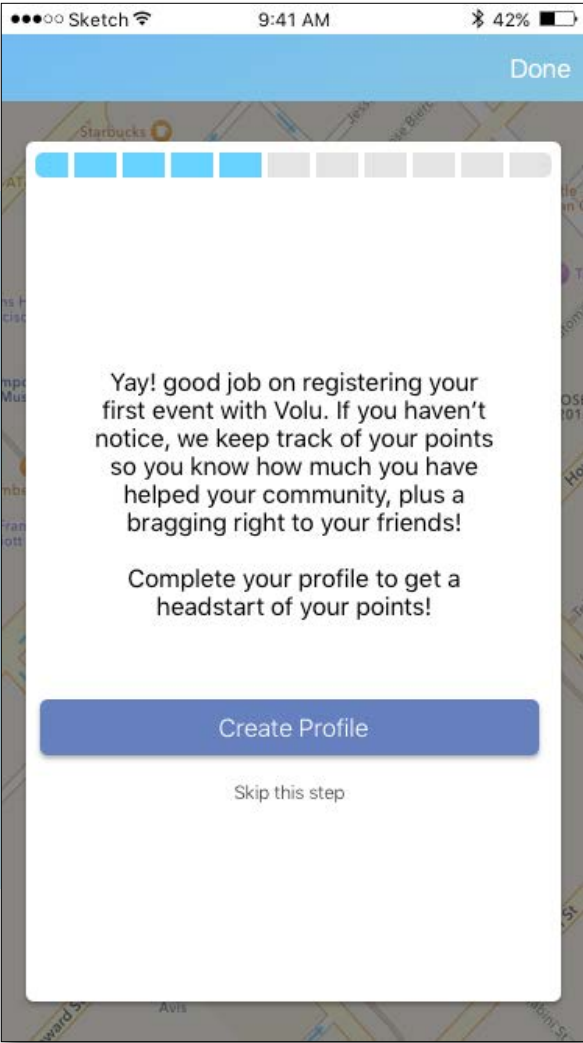 Sketch 9:41 AM 42%
Done
Starbucks
Yay! good job on registering your
first event with Volu. If you haven't
notice, we keep track of your points
so you know how much you have
helped your community, plus a
bragging right to your friends!
Complete your profile to get a
headstart of your points!
Create Profile
Skip this step
St
Avis